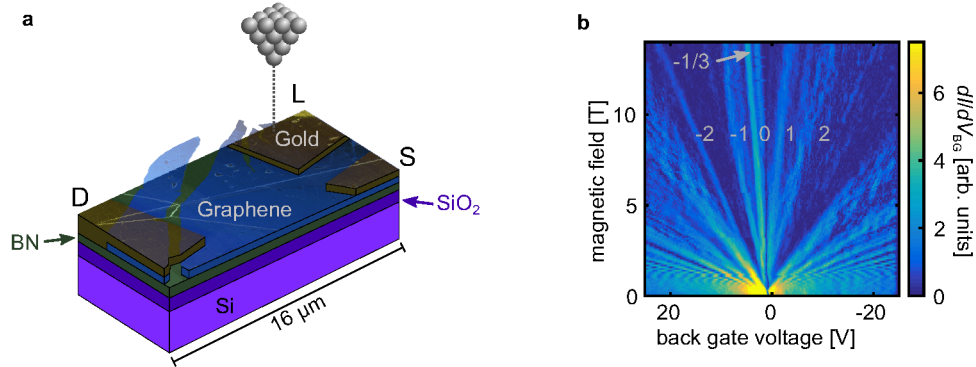 a
L
Gold
D
S
Graphene
SiO₂
BN
Si
16 μm
b
-1/3
-2
-1
0
1
2
10
5
0
magnetic field [T]
20
0
-20
back gate voltage [V]
6
4
2
0
dI/dV_BG [arb. units]